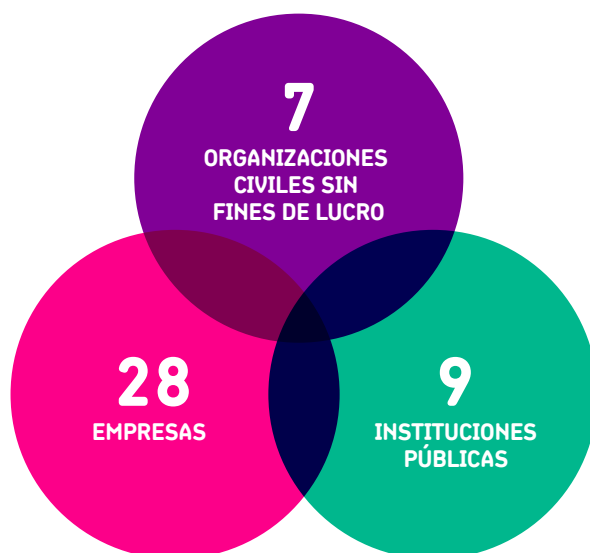 7
ORGANIZACIONES
CIVILES SIN
FINES DE LUCRO
28
EMPRESAS
9
INSTITUCIONES
PÚBLICAS